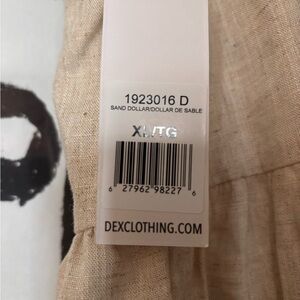 1923016 D
SAND DOLLAR/DOLLAR DE SABLE
XL/TG
6 27962 98227 6
DEXCLOTHING.COM